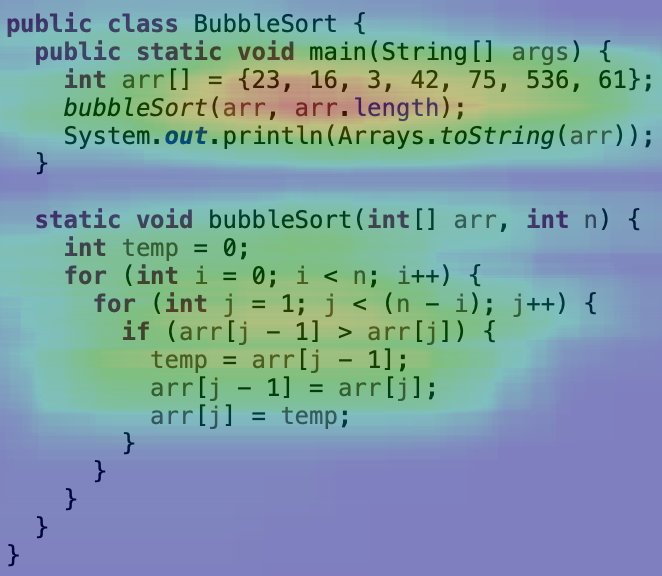 public class BubbleSort {
  public static void main(String[] args) {
    int arr[] = {23, 16, 3, 42, 75, 536, 61};
    bubbleSort(arr, arr.length);
    System.out.println(Arrays.toString(arr));
  }
  static void bubbleSort(int[] arr, int n) {
    int temp = 0;
    for (int i = 0; i < n; i++) {
      for (int j = 1; j < (n - i); j++) {
        if (arr[j - 1] > arr[j]) {
          temp = arr[j - 1];
          arr[j - 1] = arr[j];
          arr[j] = temp;
        }
      }
    }
  }
}